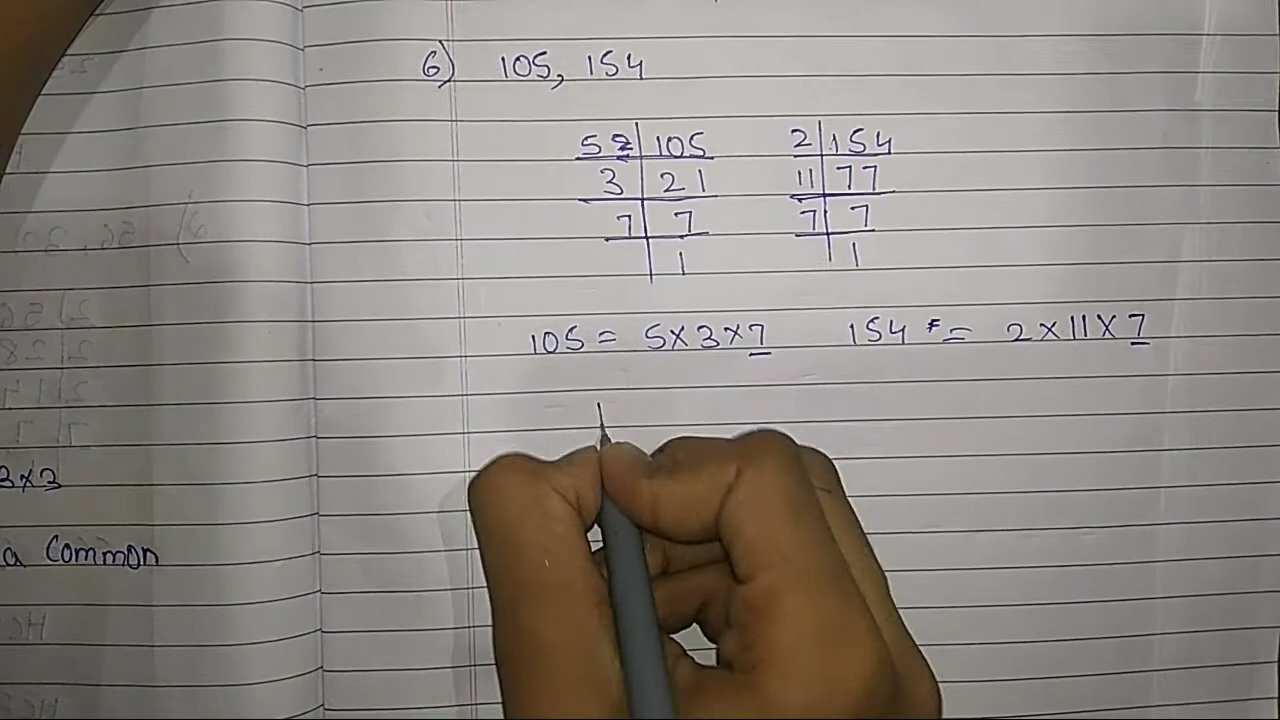 6) 105, 154
5 2 | 105 2 | 154
3 | 21 11 | 77
7 | 7 7 | 7
| 1 | 1
105 = 5×3×7 154 = 2×11×7
3×3
a Common